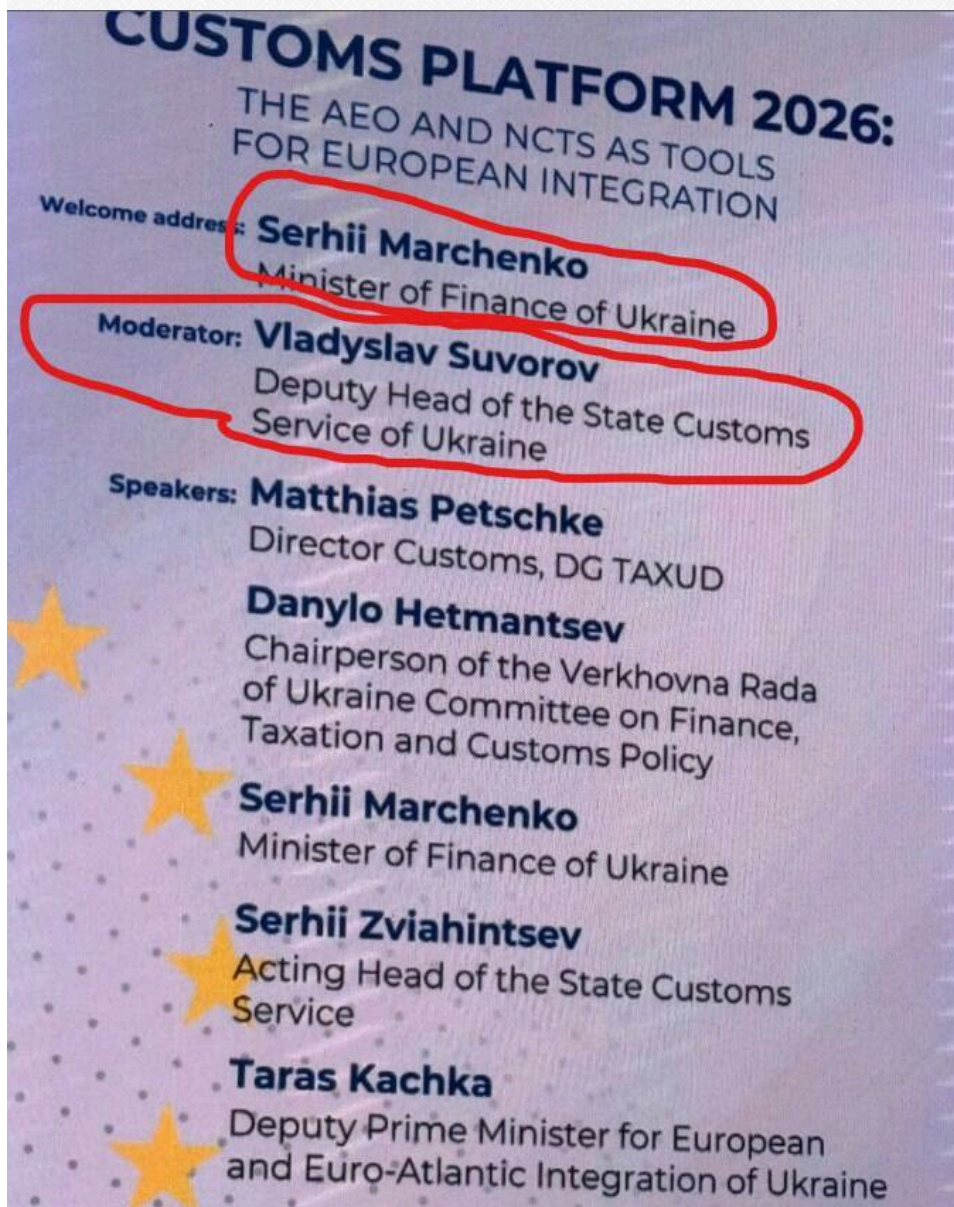 CUSTOMS PLATFORM 2026:
THE AEO AND NCTS AS TOOLS
FOR EUROPEAN INTEGRATION
Welcome address: Serhii Marchenko
Minister of Finance of Ukraine
Moderator: Vladyslav Suvorov
Deputy Head of the State Customs
Service of Ukraine
Speakers: Matthias Petschke
Director Customs, DG TAXUD
Danylo Hetmantsev
Chairperson of the Verkhovna Rada
of Ukraine Committee on Finance,
Taxation and Customs Policy
Serhii Marchenko
Minister of Finance of Ukraine
Serhii Zviahintsev
Acting Head of the State Customs
Service
Taras Kachka
Deputy Prime Minister for European
and Euro-Atlantic Integration of Ukraine